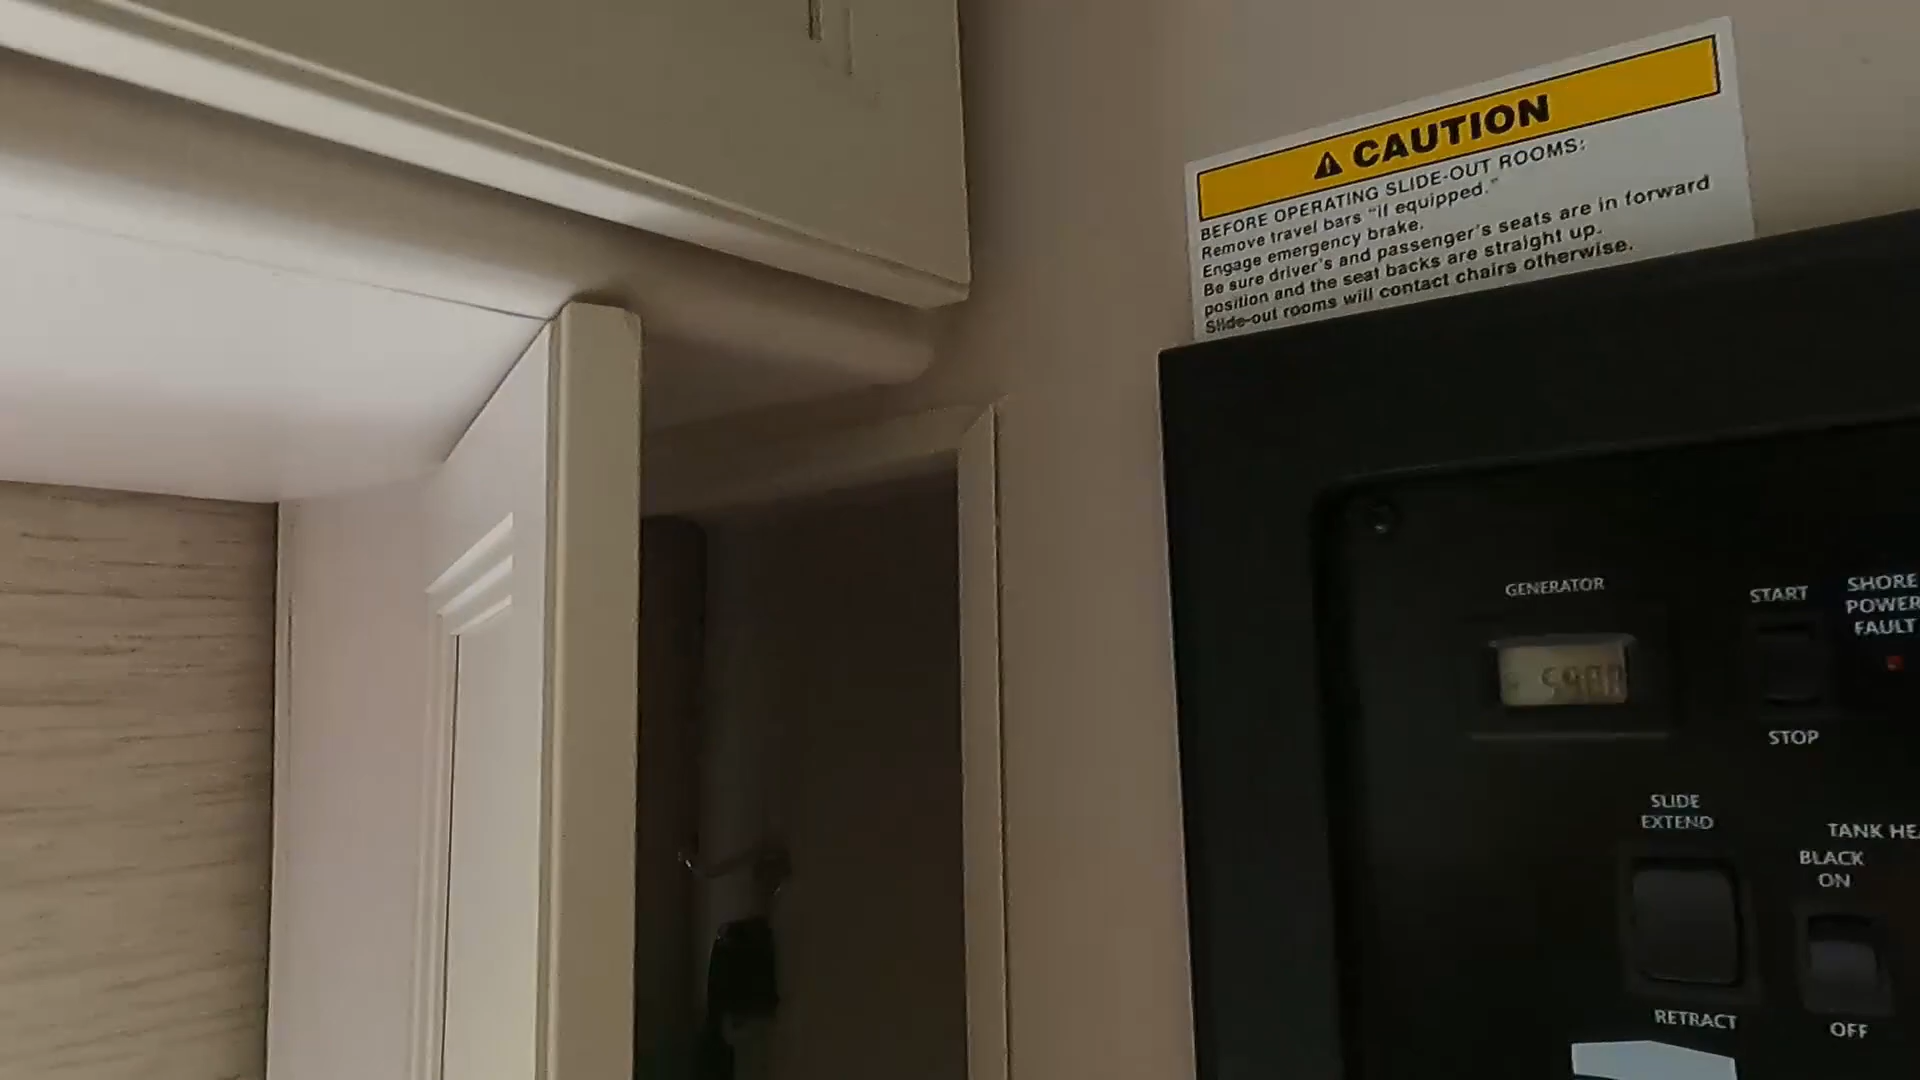 CAUTION
BEFORE OPERATING SLIDE-OUT ROOMS:
Remove travel bars "if equipped."
Engage emergency brake.
Be sure driver's and passenger's seats are in forward
position and the seat backs are straight up.
Slide-out rooms will contact chairs otherwise.
GENERATOR
START
STOP
SHORE
POWER
FAULT
SLIDE
EXTEND
RETRACT
TANK HEA
BLACK
ON
OFF